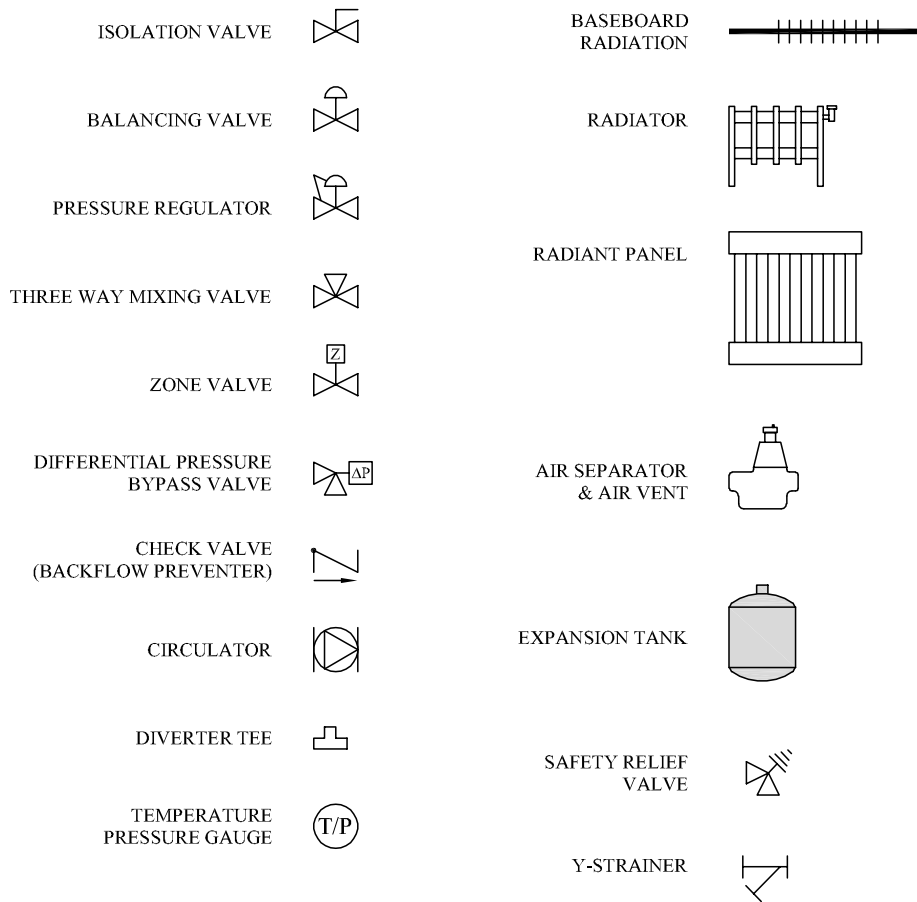 ISOLATION VALVE
BALANCING VALVE
PRESSURE REGULATOR
THREE WAY MIXING VALVE
ZONE VALVE
Z
DIFFERENTIAL PRESSURE
BYPASS VALVE
ΔP
CHECK VALVE
(BACKFLOW PREVENTER)
CIRCULATOR
DIVERTER TEE
TEMPERATURE
PRESSURE GAUGE
T/P
BASEBOARD
RADIATION
RADIATOR
RADIANT PANEL
AIR SEPARATOR
& AIR VENT
EXPANSION TANK
SAFETY RELIEF
VALVE
Y-STRAINER